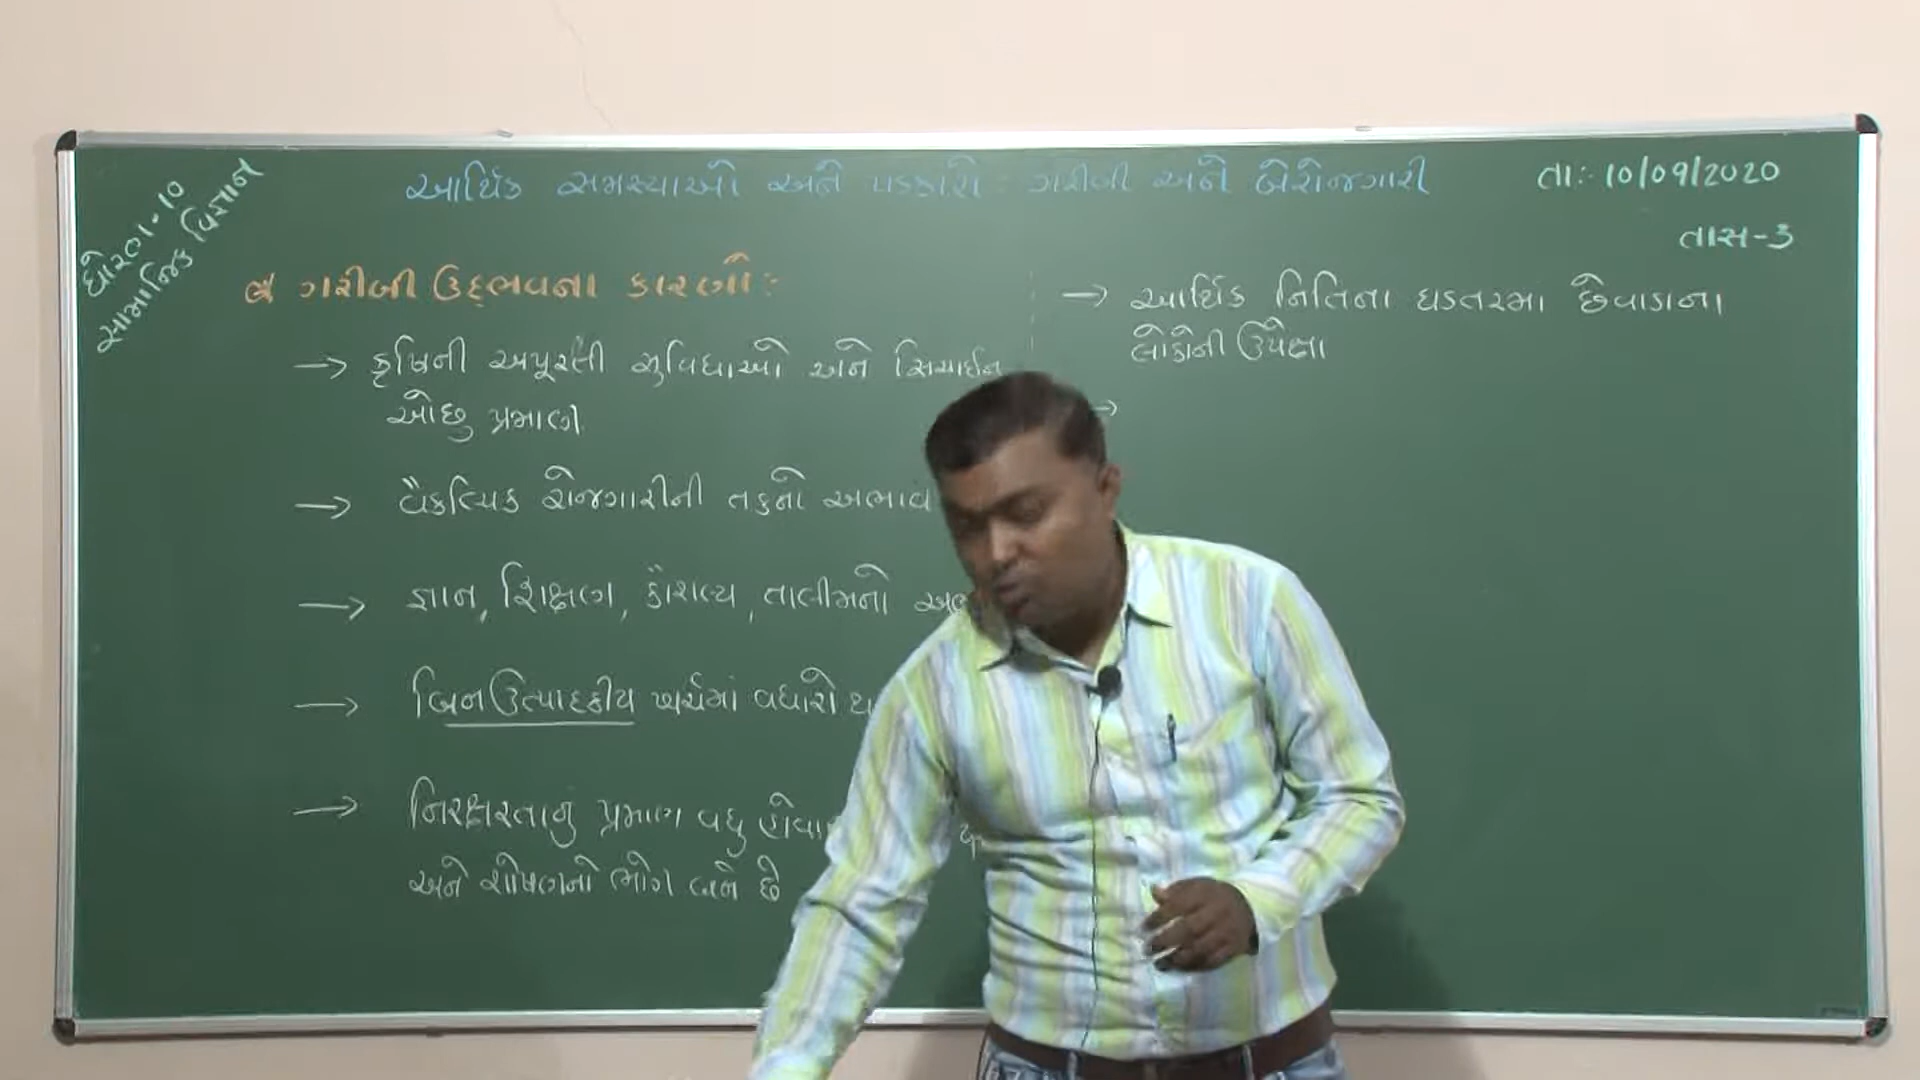 ધોરણ-10
સામાજિક વિજ્ઞાન
આર્થિક સમસ્યાઓ અને પડકારો : ગરીબી અને બેરોજગારી
તા:- 10/09/2020
તાસ-૩
ગરીબી ઉદ્દભવના કારણો :
→ કૃષિની અપૂરતી સુવિધાઓ અને સિંચાઈનુ
ઓછુ પ્રમાણ.
→ વૈકલ્પિક રોજગારીની તકનો અભાવ
→ જ્ઞાન, શિક્ષણ, કૌશલ્ય, તાલીમનો
→ બિનઉત્પાદકીય ખર્ચમાં વધારો
→ નિરક્ષરતાનુ પ્રમાણ વધુ
અને શોષણનો ભોગ બને છે
→ આર્થિક નિતિના ઘડતરમા છેવાડાના
લોકોની ઉપેક્ષા
→